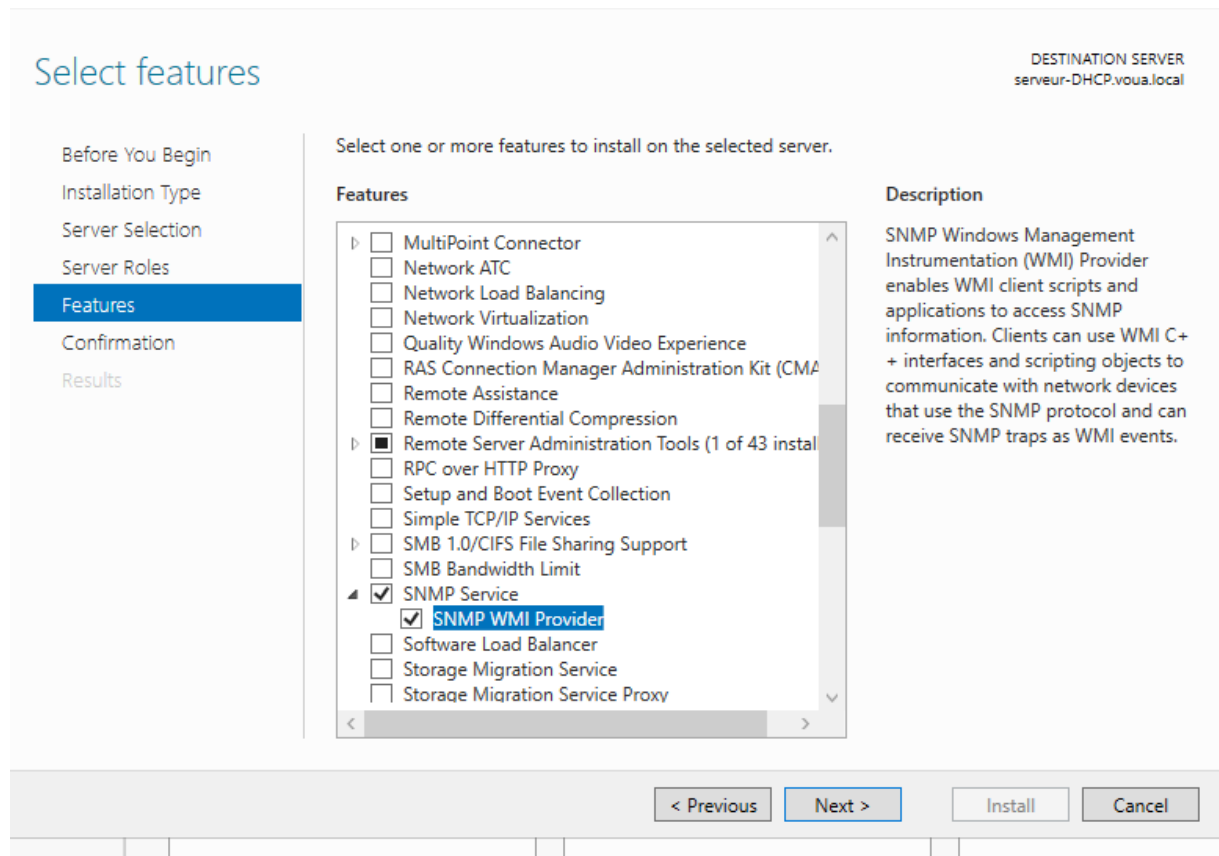 Select features
DESTINATION SERVER
serveur-DHCP.voua.local
Before You Begin
Installation Type
Server Selection
Server Roles
Features
Confirmation
Results
Select one or more features to install on the selected server.
Features
MultiPoint Connector
Network ATC
Network Load Balancing
Network Virtualization
Quality Windows Audio Video Experience
RAS Connection Manager Administration Kit (CMA
Remote Assistance
Remote Differential Compression
Remote Server Administration Tools (1 of 43 instal
RPC over HTTP Proxy
Setup and Boot Event Collection
Simple TCP/IP Services
SMB 1.0/CIFS File Sharing Support
SMB Bandwidth Limit
SNMP Service
SNMP WMI Provider
Software Load Balancer
Storage Migration Service
Storage Migration Service Proxy
Description
SNMP Windows Management
Instrumentation (WMI) Provider
enables WMI client scripts and
applications to access SNMP
information. Clients can use WMI C+
+ interfaces and scripting objects to
communicate with network devices
that use the SNMP protocol and can
receive SNMP traps as WMI events.
< Previous
Next >
Install
Cancel